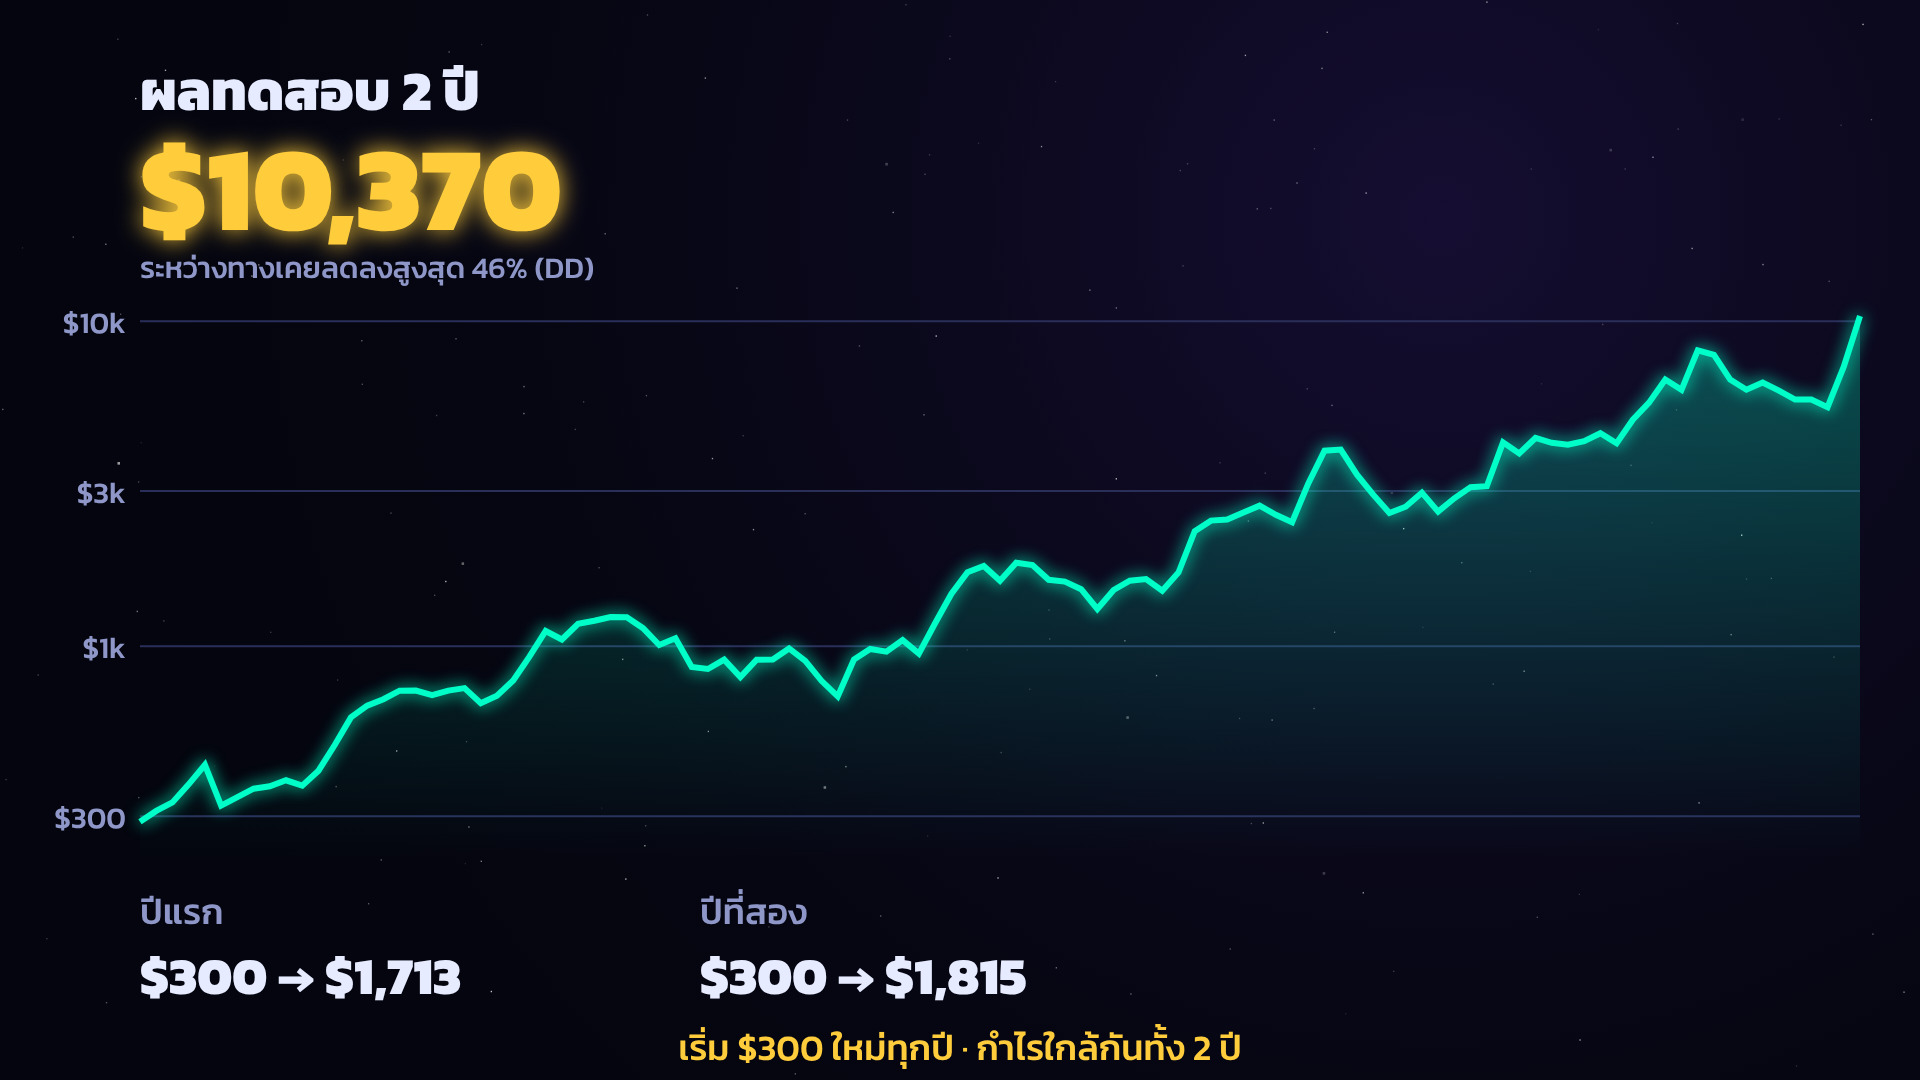 ผลทดสอบ 2 ปี
$10,370
ระหว่างทางเคยลดลงสูงสุด 46% (DD)
$10k
$3k
$1k
$300
ปีแรก
$300 → $1,713
ปีที่สอง
$300 → $1,815
เริ่ม $300 ใหม่ทุกปี · กำไรใกล้กันทั้ง 2 ปี